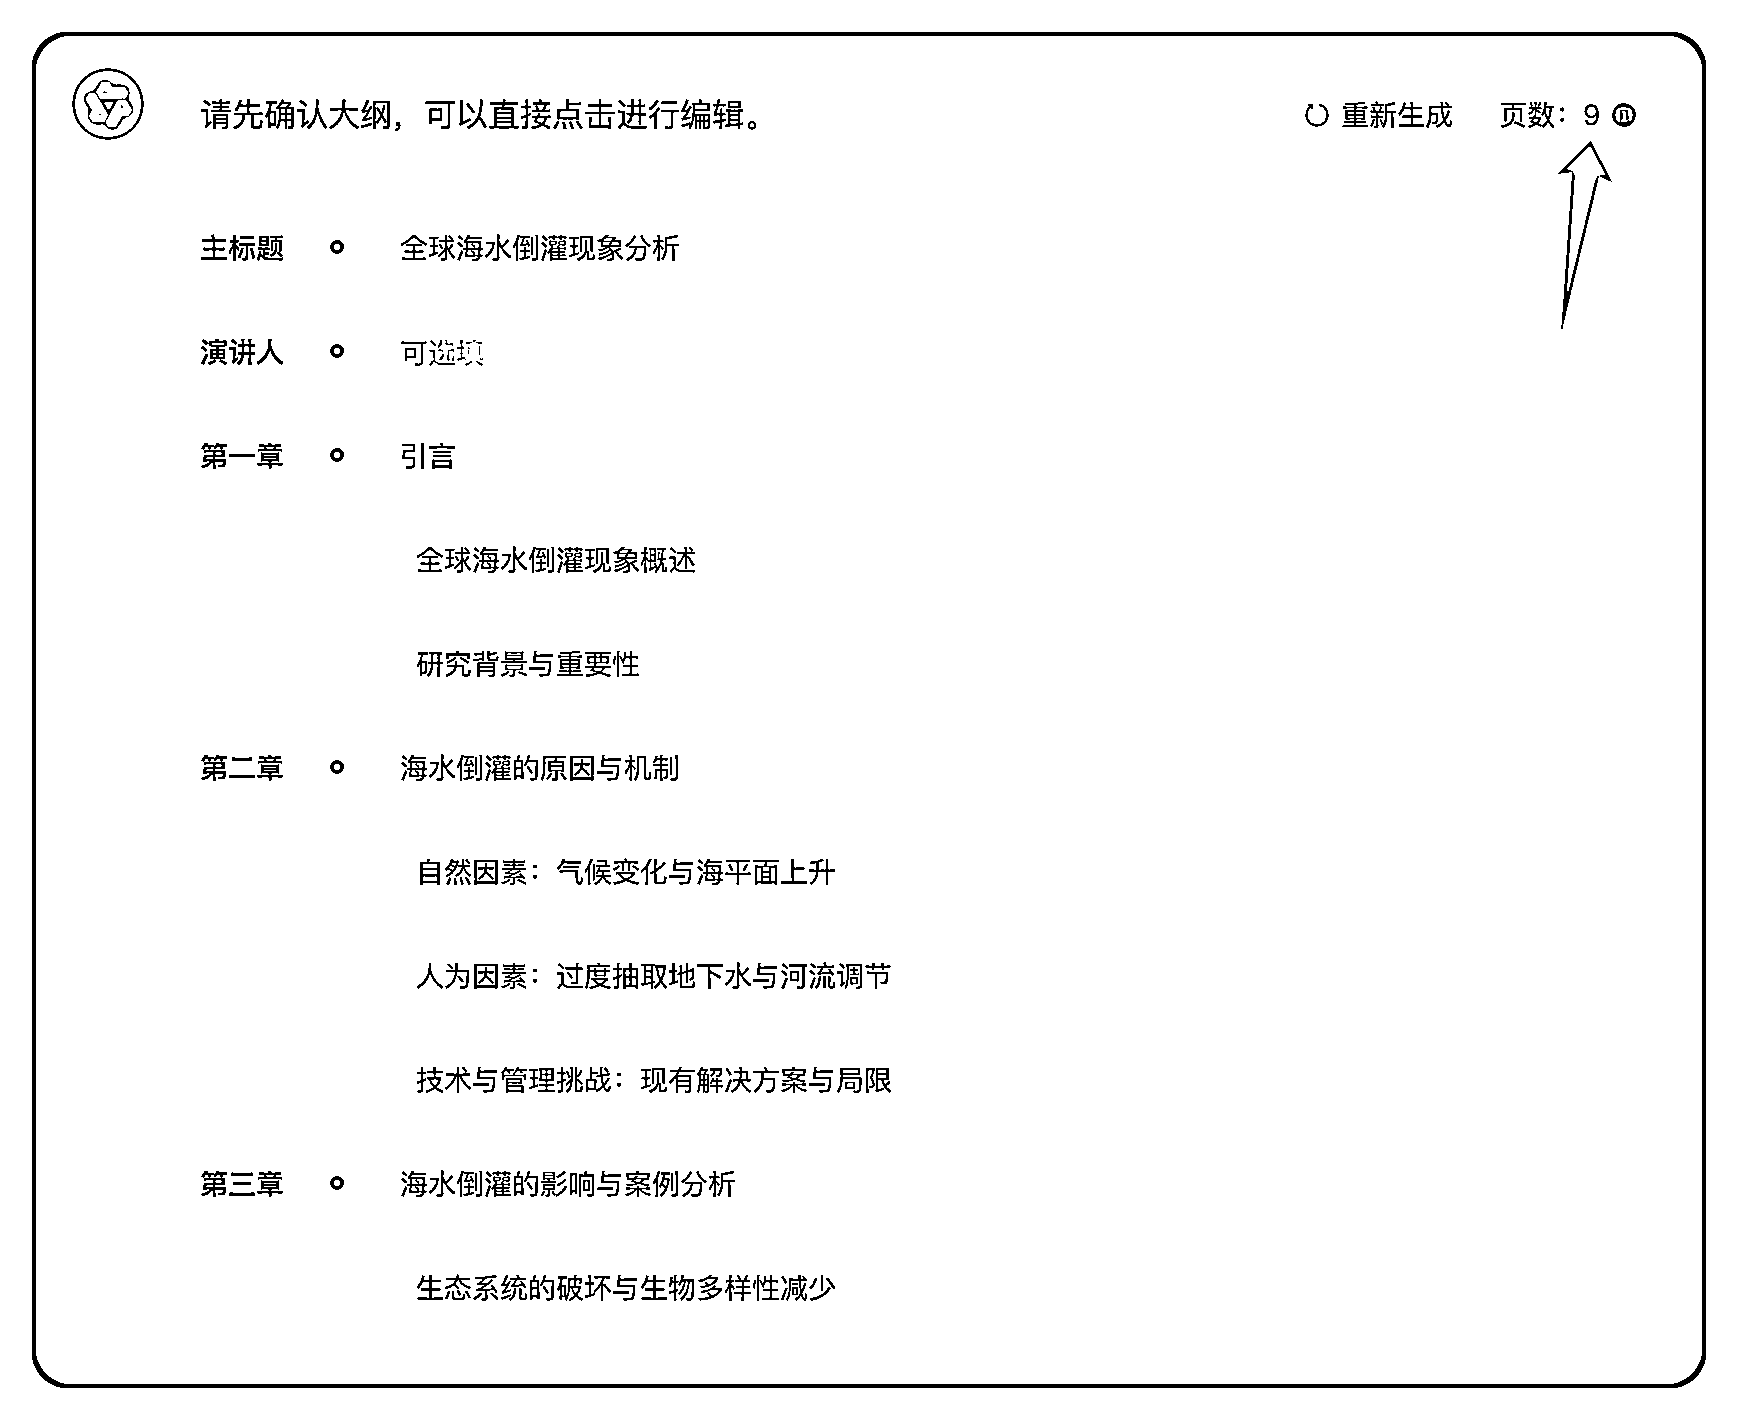 请先确认大纲，可以直接点击进行编辑。 重新生成 页数：9
主标题 全球海水倒灌现象分析
演讲人 可选填
第一章 引言
全球海水倒灌现象概述
研究背景与重要性
第二章 海水倒灌的原因与机制
自然因素：气候变化与海平面上升
人为因素：过度抽取地下水与河流调节
技术与管理挑战：现有解决方案与局限
第三章 海水倒灌的影响与案例分析
生态系统的破坏与生物多样性减少